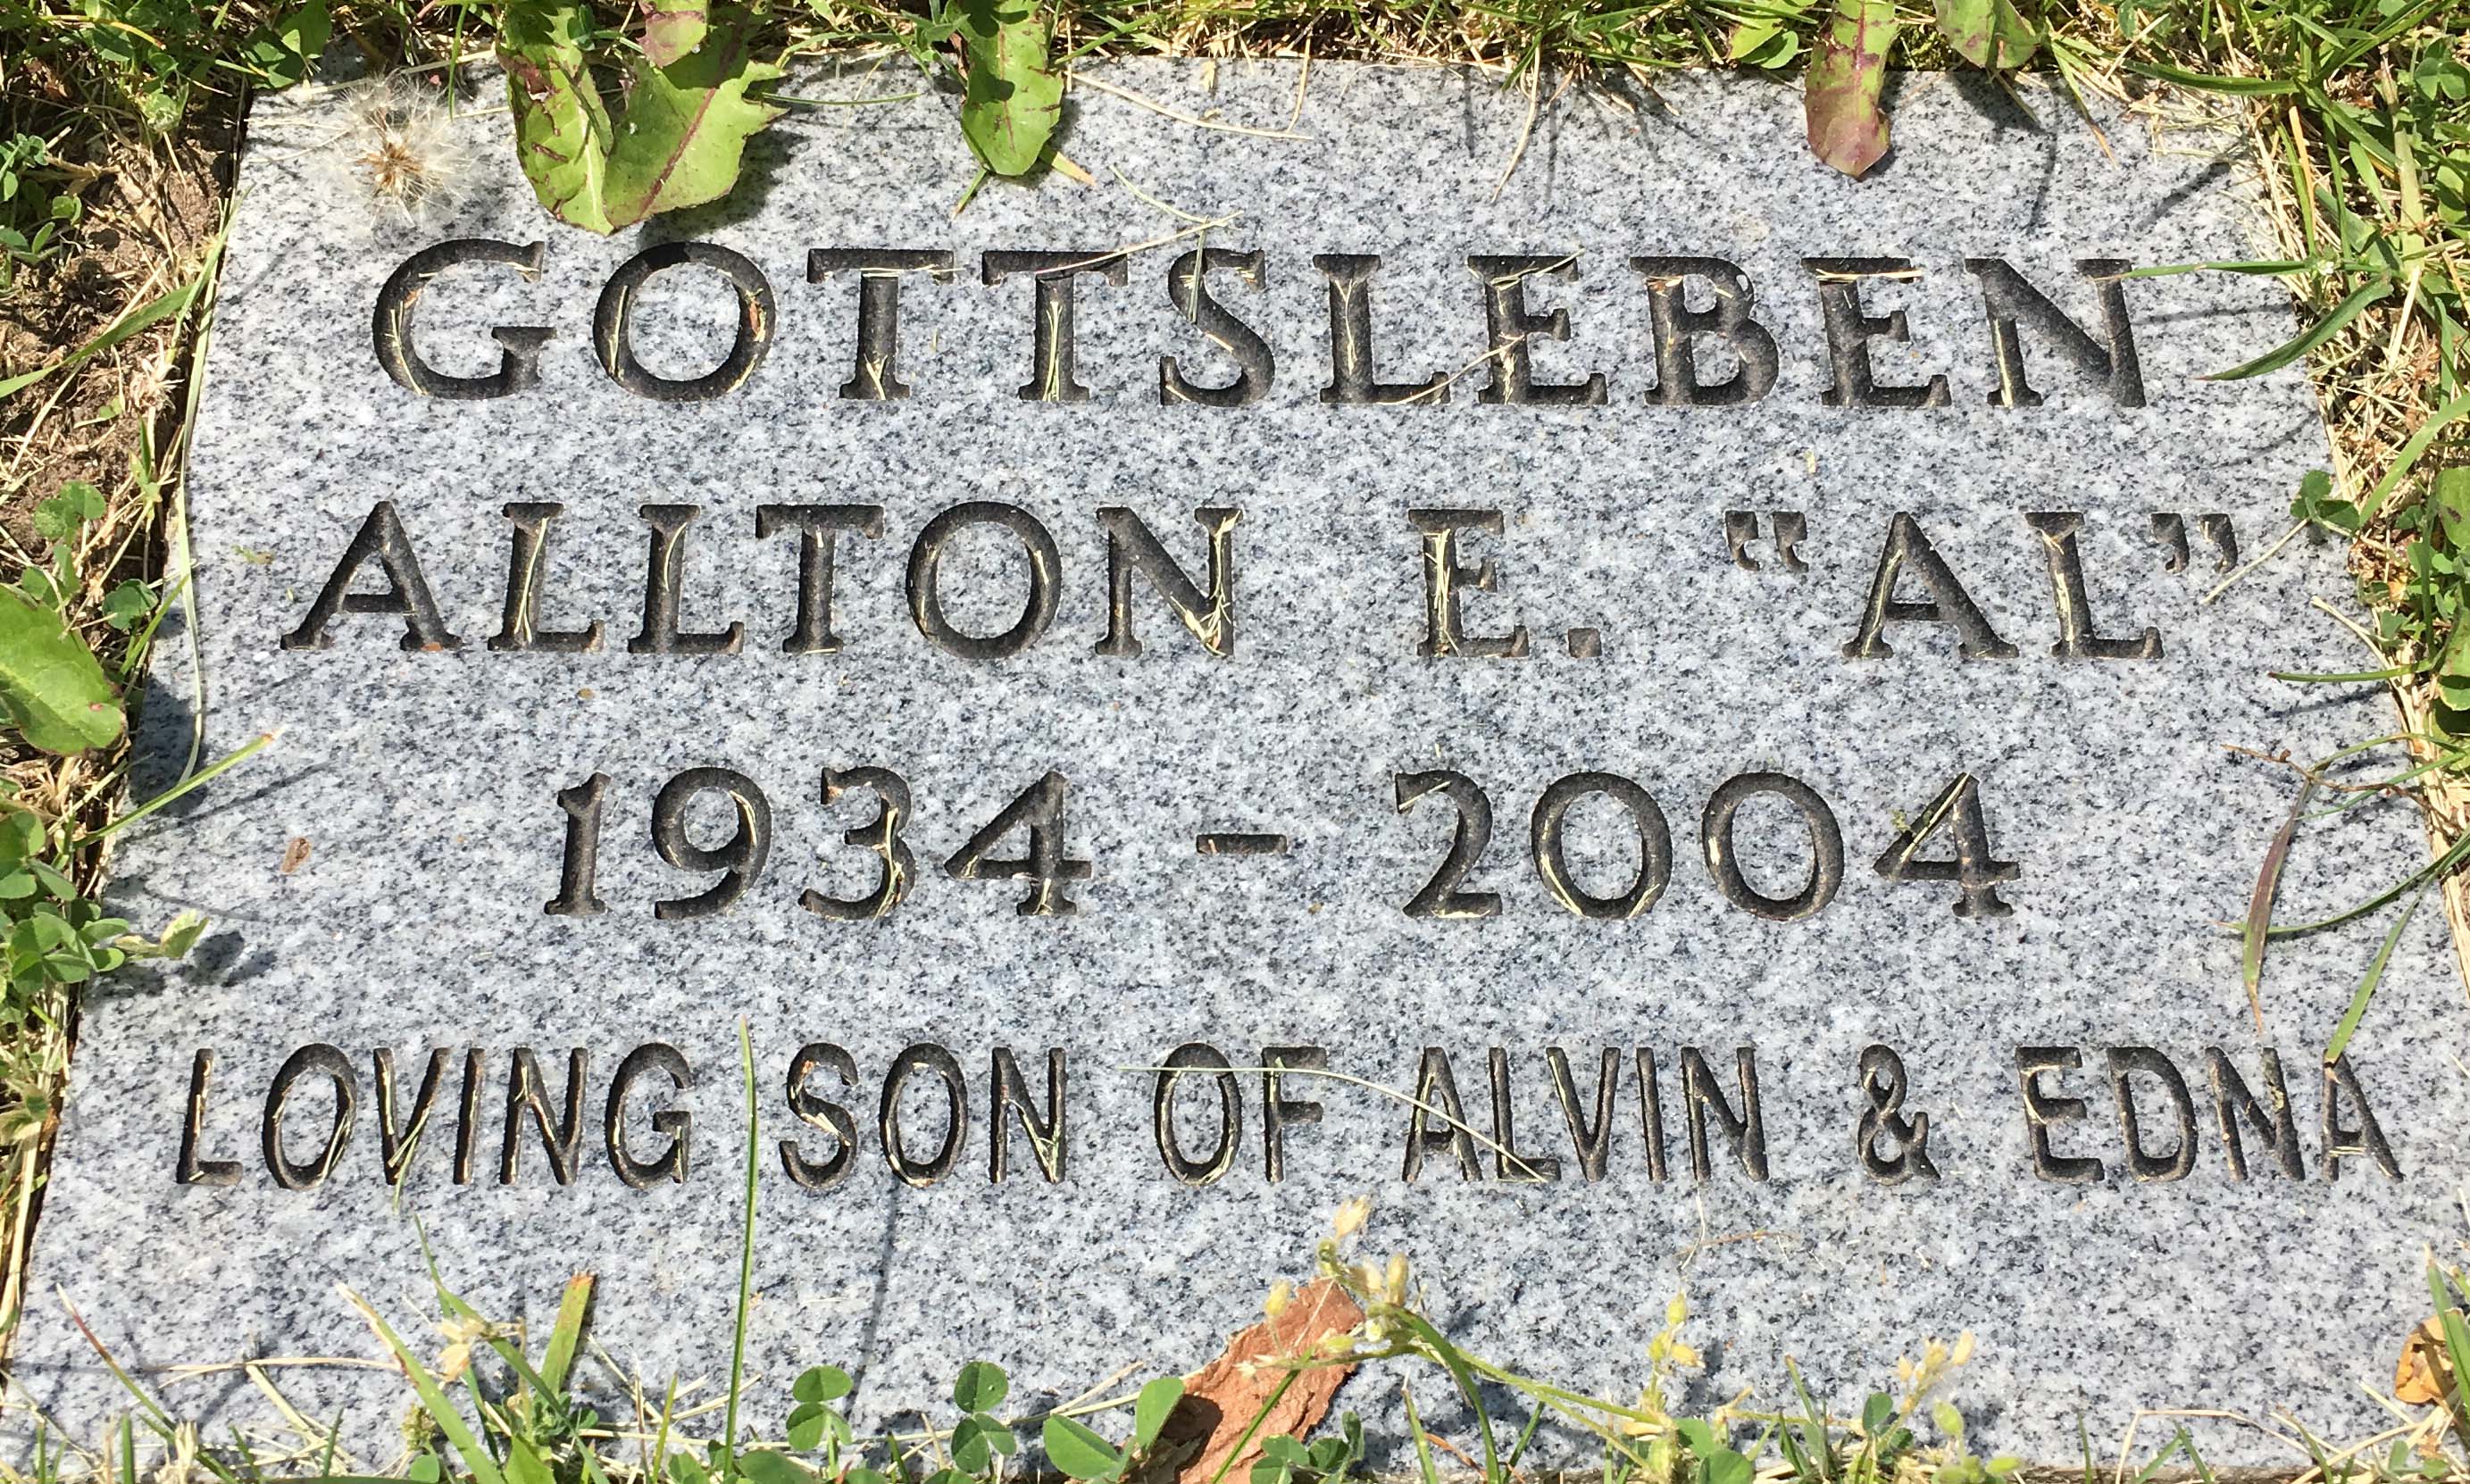 GOTTSLEBEN
ALLTON E. “AL”
1934 - 2004
LOVING SON OF ALVIN & EDNA